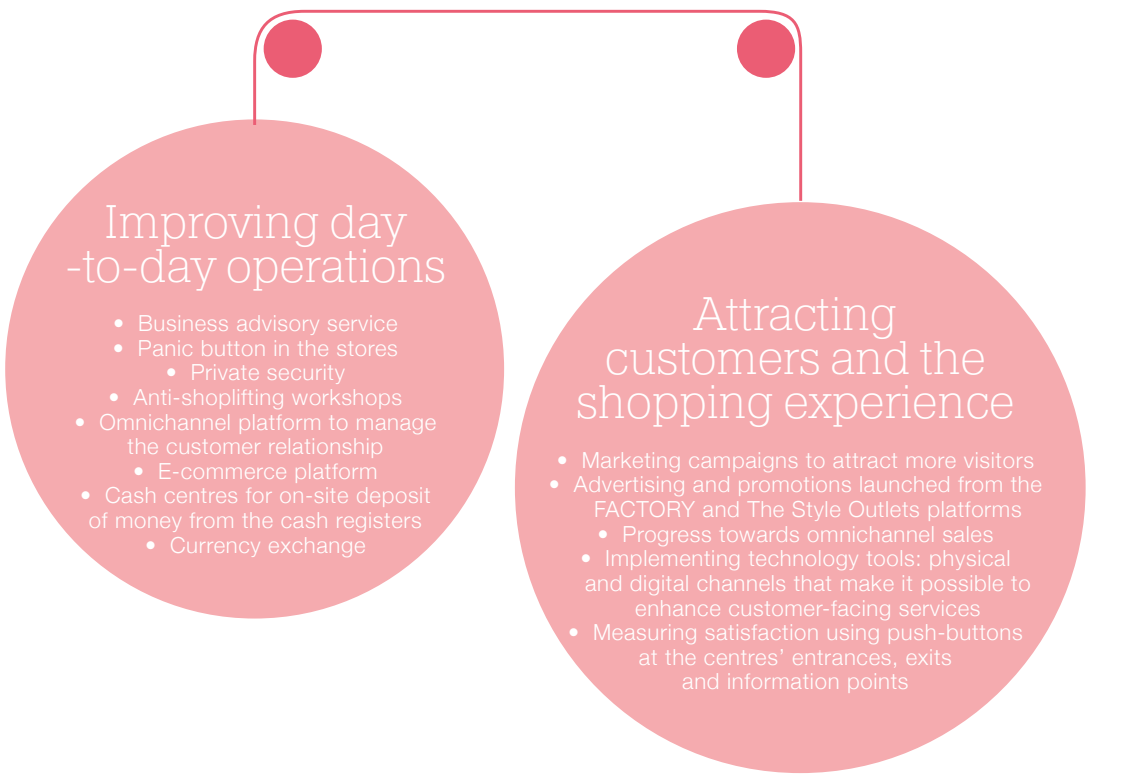 Improving day
-to-day operations
• Business advisory service
• Panic button in the stores
• Private security
• Anti-shoplifting workshops
• Omnichannel platform to manage
the customer relationship
• E-commerce platform
• Cash centres for on-site deposit
of money from the cash registers
• Currency exchange
Attracting
customers and the
shopping experience
• Marketing campaigns to attract more visitors
• Advertising and promotions launched from the
FACTORY and The Style Outlets platforms
• Progress towards omnichannel sales
• Implementing technology tools: physical
and digital channels that make it possible to
enhance customer-facing services
• Measuring satisfaction using push-buttons
at the centres’ entrances, exits
and information points